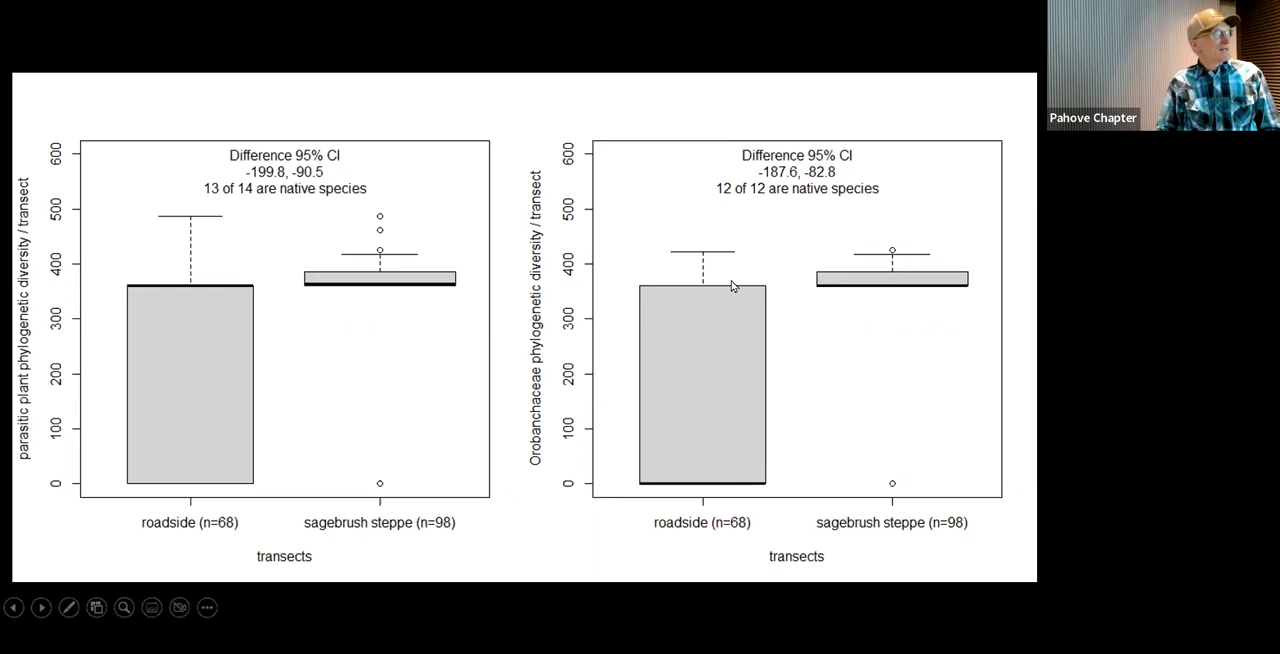 Pahove Chapter
parasitic plant phylogenetic diversity / transect
600
500
400
300
200
100
0
Difference 95% CI
-199.8, -90.5
13 of 14 are native species
roadside (n=68)
sagebrush steppe (n=98)
transects
Orobanchaceae phylogenetic diversity / transect
600
500
400
300
200
100
0
Difference 95% CI
-187.6, -82.8
12 of 12 are native species
roadside (n=68)
sagebrush steppe (n=98)
transects